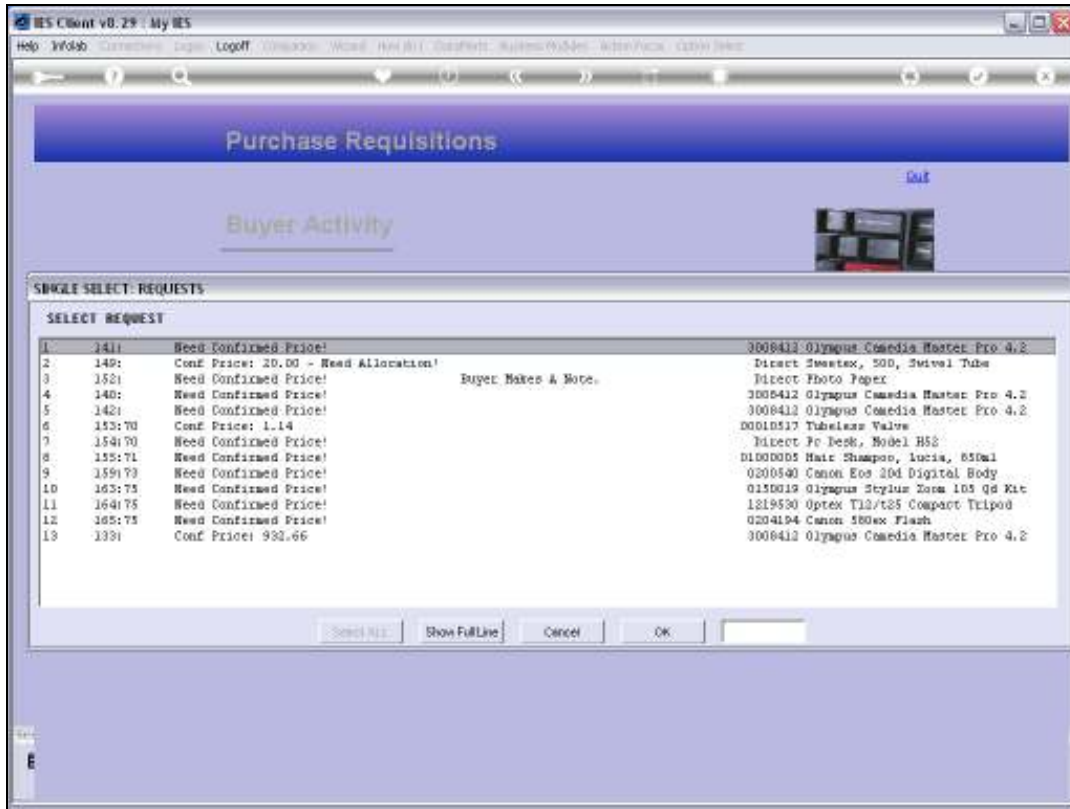 IES Client v8.29 : My IES
Help Infolab Logoff
Purchase Requisitions
Quit
Buyer Activity
SINGLE SELECT: REQUESTS
SELECT REQUEST
1 141: Need Confirmed Price! 3008412 Olympus Camedia Master Pro 4.2
2 149: Conf Price: 20.00 - Need Allocation! Direct Sweetex, 500, Swivel Tube
3 152: Need Confirmed Price! Buyer Makes A Note. Direct Photo Paper
4 140: Need Confirmed Price! 3008412 Olympus Camedia Master Pro 4.2
5 142: Need Confirmed Price! 3008412 Olympus Camedia Master Pro 4.2
6 153:70 Conf Price: 1.14 00010517 Tubeless Valve
7 154:70 Need Confirmed Price! Direct Pc Desk, Model H52
8 155:71 Need Confirmed Price! 01000005 Hair Shampoo, Lucia, 850ml
9 159:73 Need Confirmed Price! 0200540 Canon Eos 20d Digital Body
10 163:75 Need Confirmed Price! 0150019 Olympus Stylus Zoom 105 Qd Kit
11 164:75 Need Confirmed Price! 1219530 Optex T12/t25 Compact Tripod
12 165:75 Need Confirmed Price! 0204194 Canon 580ex Flash
13 133: Conf Price: 932.66 3008412 Olympus Camedia Master Pro 4.2
Select ALL Show Full Line Cancel OK